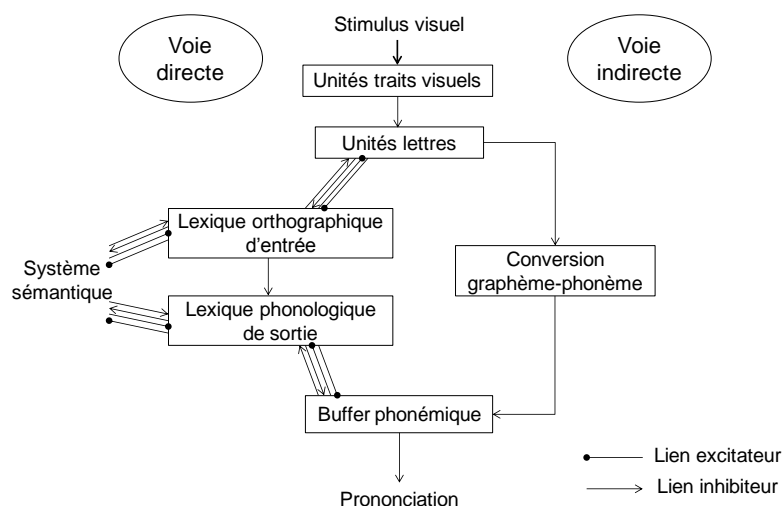 Stimulus visuel
Voie
directe
Voie
indirecte
Unités traits visuels
Unités lettres
Lexique orthographique
d'entrée
Conversion
graphème-phonème
Système
sémantique
Lexique phonologique
de sortie
Buffer phonémique
Lien excitateur
Lien inhibiteur
Prononciation